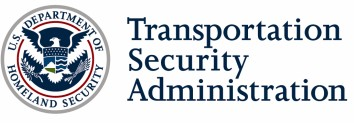 U.S. DEPARTMENT OF
HOMELAND SECURITY
Transportation
Security
Administration